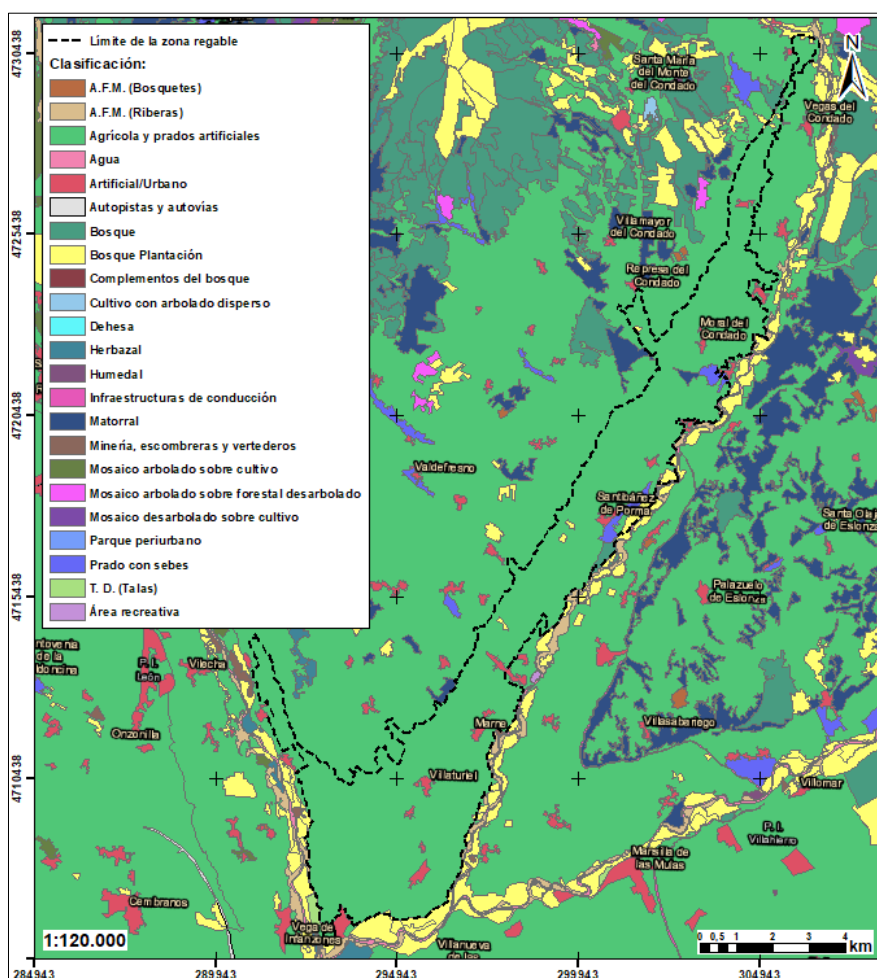 Límite de la zona regable
Clasificación:
A.F.M. (Bosquetes)
A.F.M. (Riberas)
Agrícola y prados artificiales
Agua
Artificial/Urbano
Autopistas y autovías
Bosque
Bosque Plantación
Complementos del bosque
Cultivo con arbolado disperso
Dehesa
Herbazal
Humedal
Infraestructuras de conducción
Matorral
Minería, escombreras y vertederos
Mosaico arbolado sobre cultivo
Mosaico arbolado sobre forestal desarbolado
Mosaico desarbolado sobre cultivo
Parque periurbano
Prado con sebes
T. D. (Talas)
Área recreativa
N
Santa María
del Monte
del Condado
Vegas del
Condado
Villamayor
del Condado
Represa del
Condado
Moral del
Condado
Valdefresno
Santibáñez
de Porma
Santa Olaja
de Eslonza
Palazuelo
de Eslonza
P. I.
León
Vilecha
Onzonilla
Marne
Villasabariego
Villaturiel
Villomar
P. I.
Villahierro
Mansilla de
las Mulas
Cembranos
Vega de
Infanzones
Villanueva
de las
1:120.000
0 0,5 1 2 3 4
km
4730438
4725438
4720438
4715438
4710438
284943
289943
294943
299943
304943